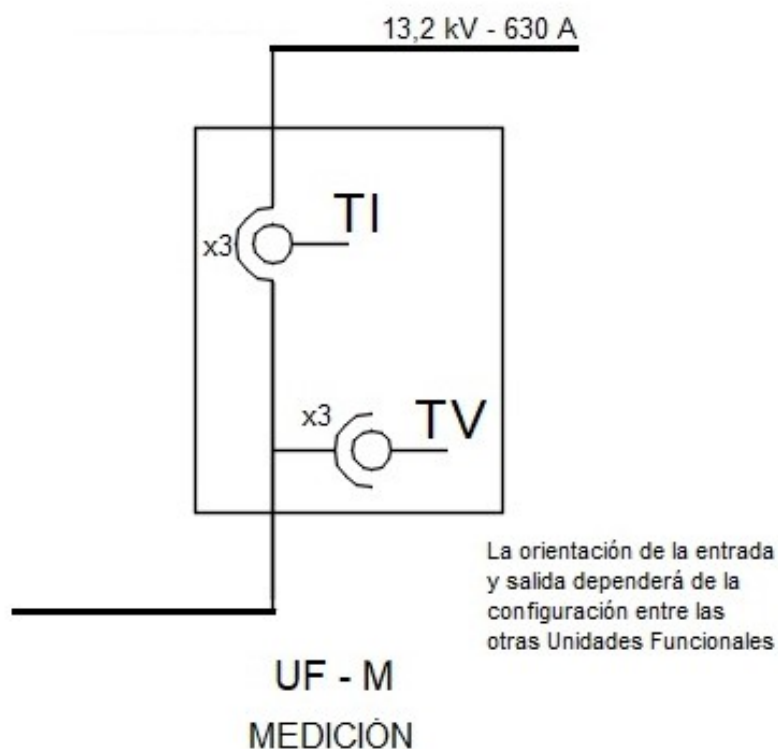 13,2 kV - 630 A
TI
x3
x3
TV
La orientación de la entrada
y salida dependerá de la
configuración entre las
otras Unidades Funcionales
UF - M
MEDICIÓN